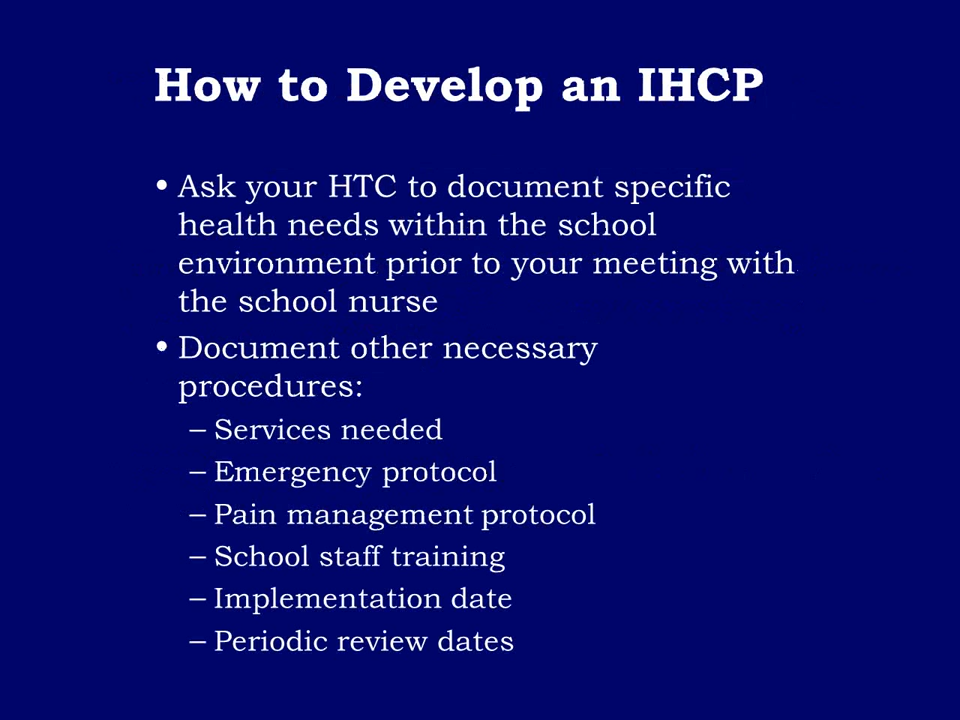 How to Develop an IHCP
• Ask your HTC to document specific
health needs within the school
environment prior to your meeting with
the school nurse
• Document other necessary
procedures:
– Services needed
– Emergency protocol
– Pain management protocol
– School staff training
– Implementation date
– Periodic review dates